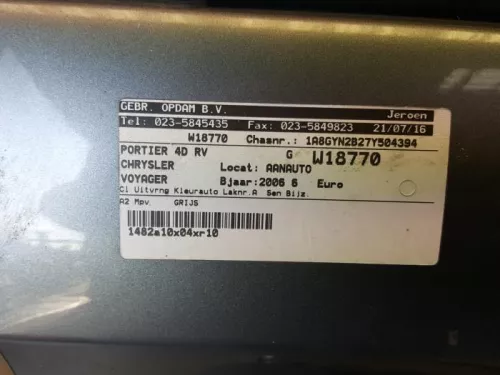 GEBR. OPDAM B.V. Jeroen
Tel: 023-5845435 Fax: 023-5849823 21/07/16
W18770 Chasnr.: 1A8GYN2B27Y504394
PORTIER 4D RV G W18770
CHRYSLER Locat: AANAUTO
VOYAGER Bjaar:2006 6 Euro
Cl Uitvrng Kleurauto Laknr.A Sen Bijz.
A2 Mpv. GRIJS
1482a10x04xr10